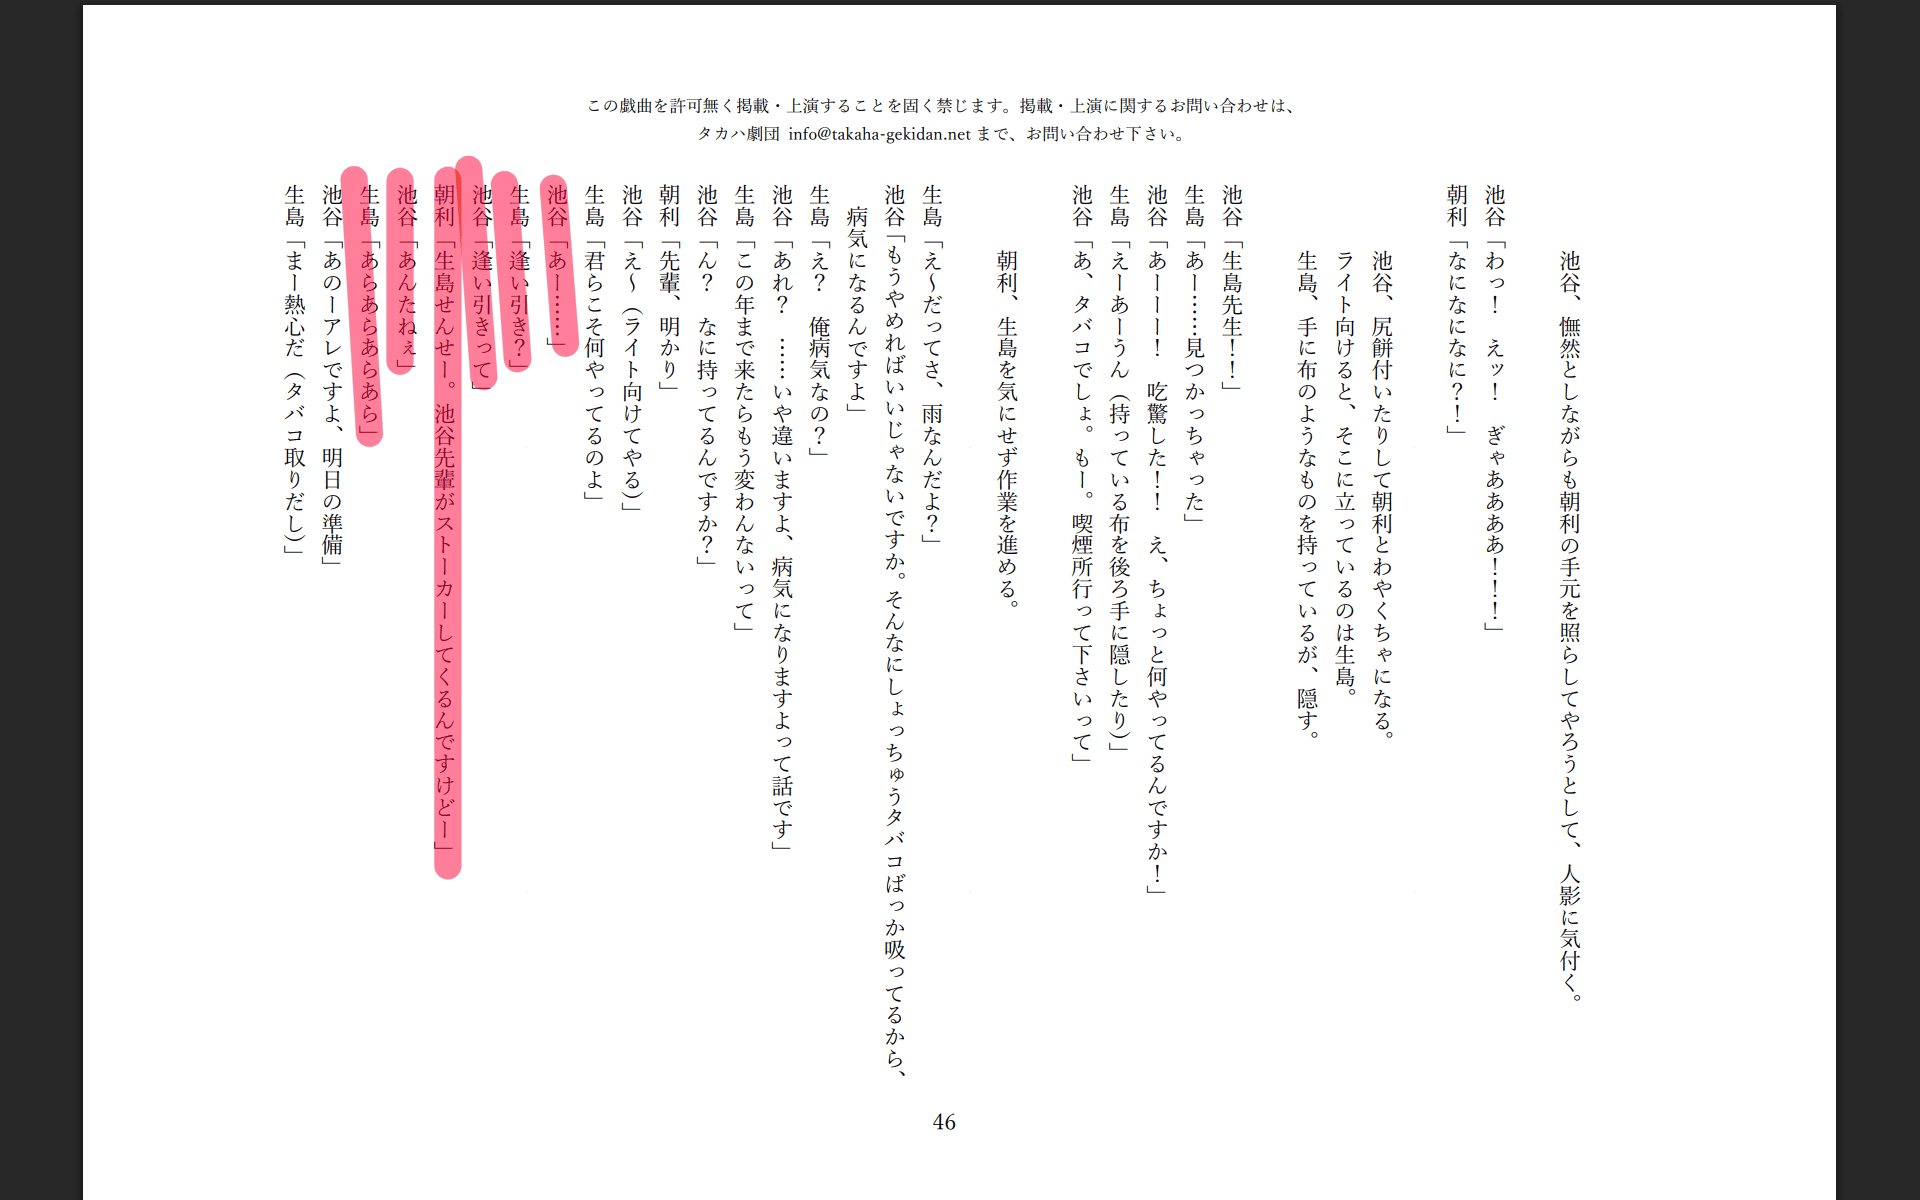 この戯曲を許可無く掲載・上演することを固く禁じます。掲載・上演に関するお問い合わせは、
タカハ劇団 info@takaha-gekidan.net まで、お問い合わせ下さい。
池谷、憮然としながらも朝利の手元を照らしてやろうとして、人影に気付く。
池谷「わっ！　えッ！　ぎゃああああ！！！」
朝利「なになになに？！」
池谷、尻餅付いたりして朝利とわやくちゃになる。
ライト向けると、そこに立っているのは生島。
生島、手に布のようなものを持っているが、隠す。
池谷「生島先生！！」
生島「あー……見つかっちゃった」
池谷「あーーー！　吃驚した！！　え、ちょっと何やってるんですか！」
生島「えーあーうん（持っている布を後ろ手に隠したり）」
池谷「あ、タバコでしょ。もー。喫煙所行って下さいって」
朝利、生島を気にせず作業を進める。
生島「え〜だってさ、雨なんだよ？」
池谷「もうやめればいいじゃないですか。そんなにしょっちゅうタバコばっか吸ってるから、
病気になるんですよ」
生島「え？　俺病気なの？」
池谷「あれ？　……いや違いますよ、病気になりますよって話です」
生島「この年まで来たらもう変わんないって」
池谷「ん？　なに持ってるんですか？」
朝利「先輩、明かり」
池谷「え〜（ライト向けてやる）」
生島「君らこそ何やってるのよ」
池谷「あー……」
生島「逢い引き？」
池谷「逢い引きって」
朝利「生島せんせー。池谷先輩がストーカーしてくるんですけどー」
池谷「あんたねぇ」
生島「あらあらあらあら」
池谷「あのーアレですよ、明日の準備」
生島「まー熱心だ（タバコ取りだし）」
46